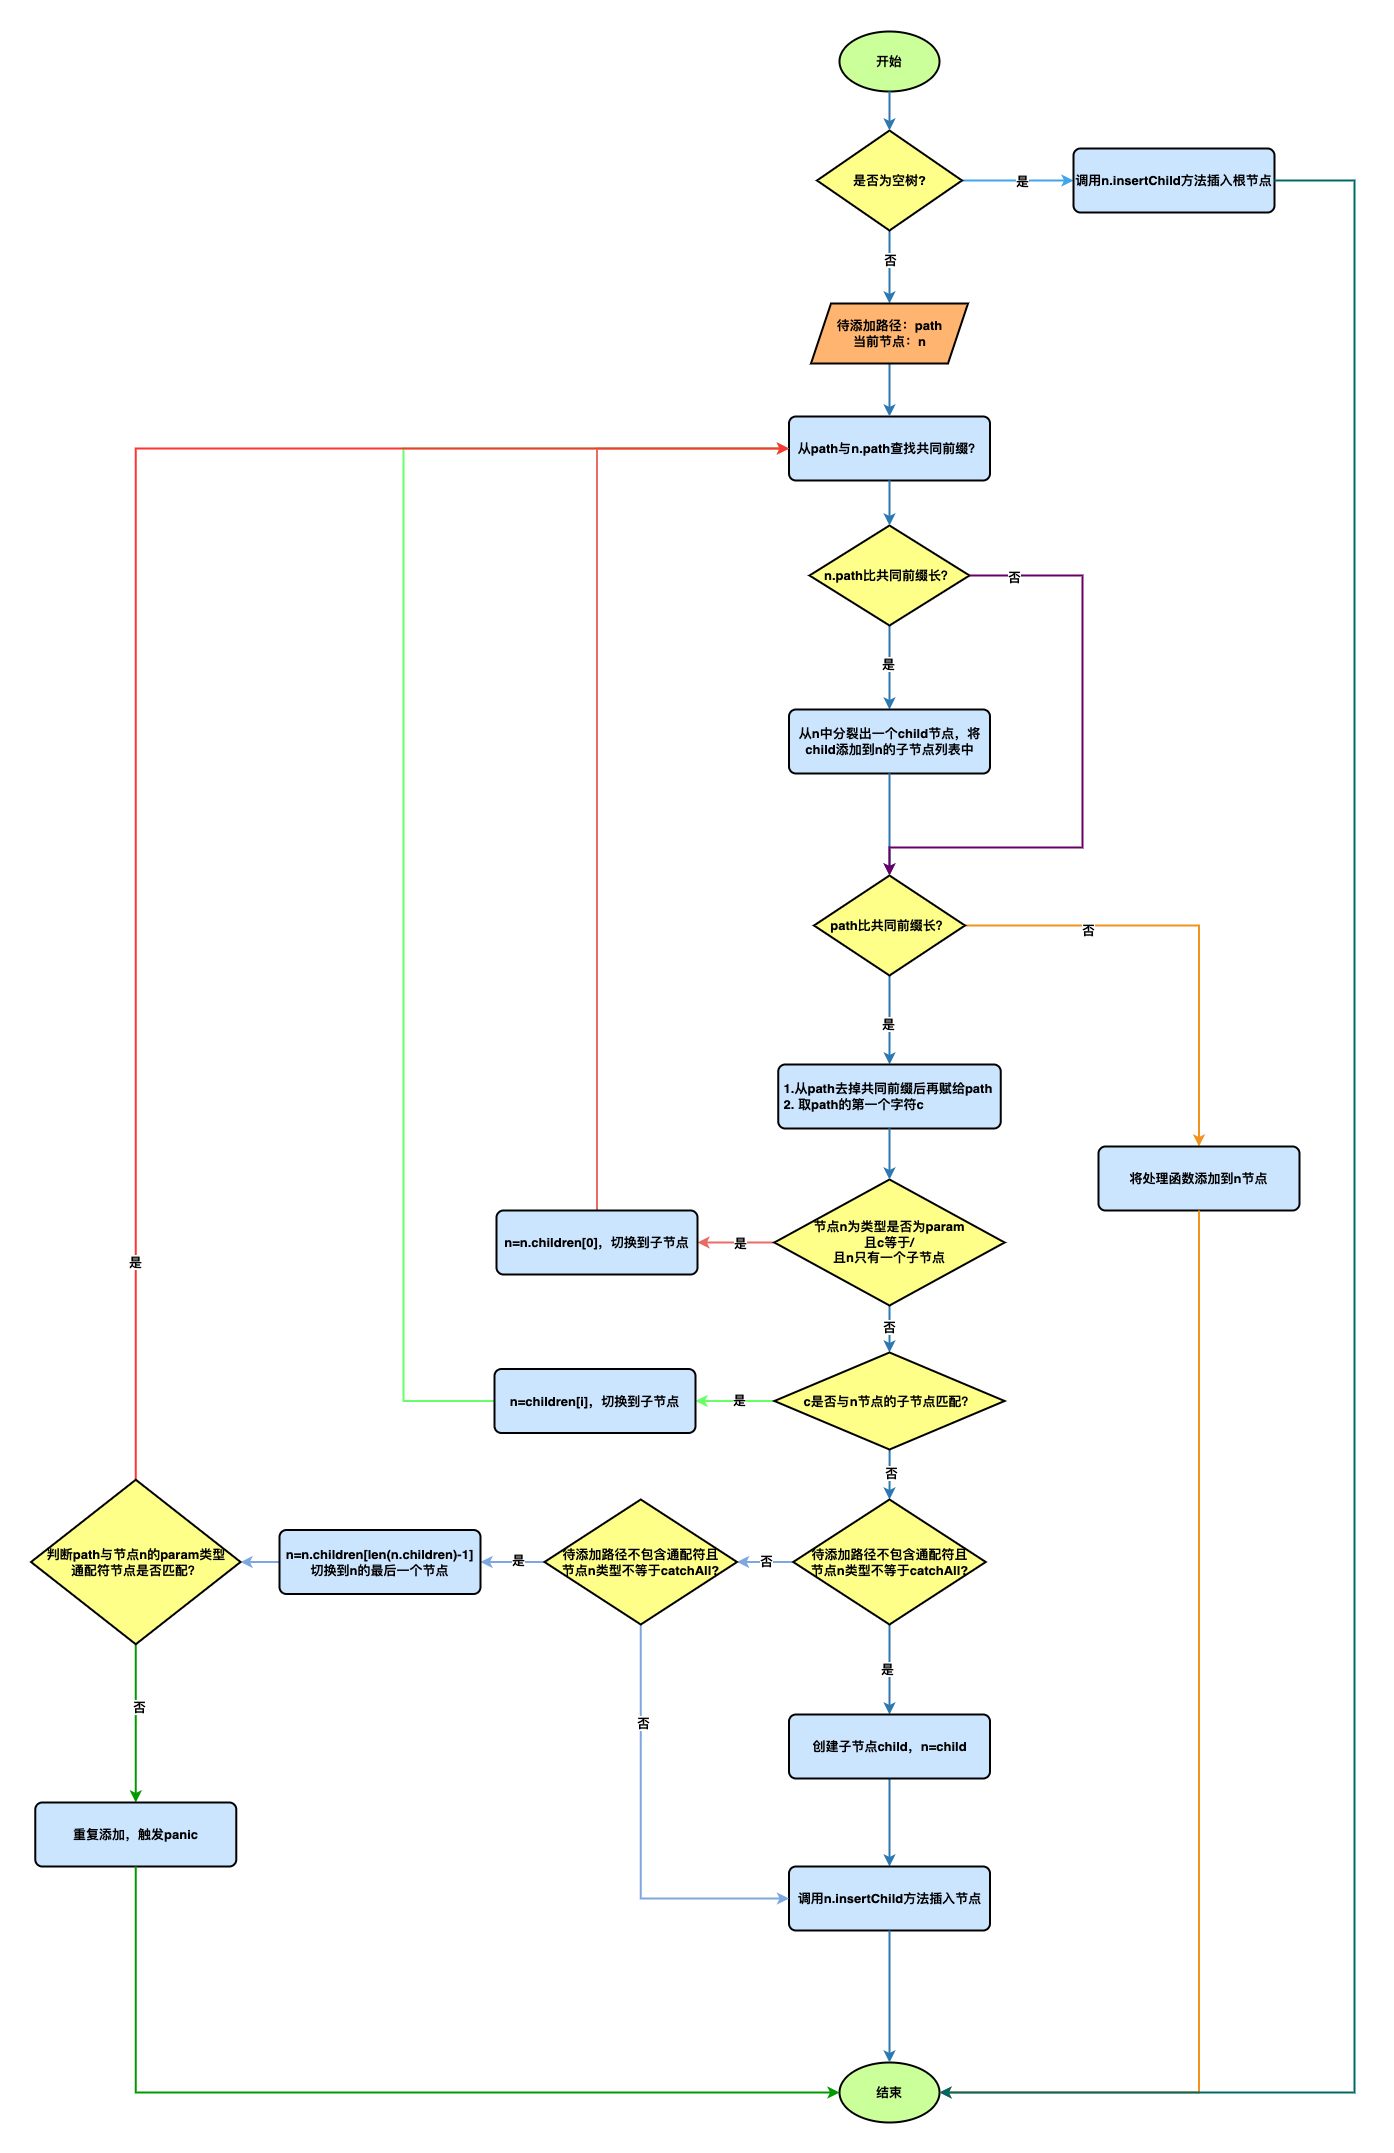 开始
是否为空树?
是
调用n.insertChild方法插入根节点
否
待添加路径：path
当前节点：n
从path与n.path查找共同前缀？
n.path比共同前缀长?
否
是
从n中分裂出一个child节点，将
child添加到n的子节点列表中
path比共同前缀长？
否
是
1.从path去掉共同前缀后再赋给path
2. 取path的第一个字符c
将处理函数添加到n节点
节点n为类型是否为param
且c等于/
且n只有一个子节点
是
n=n.children[0]，切换到子节点
是
否
c是否与n节点的子节点匹配？
是
n=children[i]，切换到子节点
否
待添加路径不包含通配符且
节点n类型不等于catchAll?
否
待添加路径不包含通配符且
节点n类型不等于catchAll?
是
n=n.children[len(n.children)-1]
切换到n的最后一个节点
判断path与节点n的param类型
通配符节点是否匹配？
是
否
否
创建子节点child，n=child
重复添加，触发panic
调用n.insertChild方法插入节点
结束